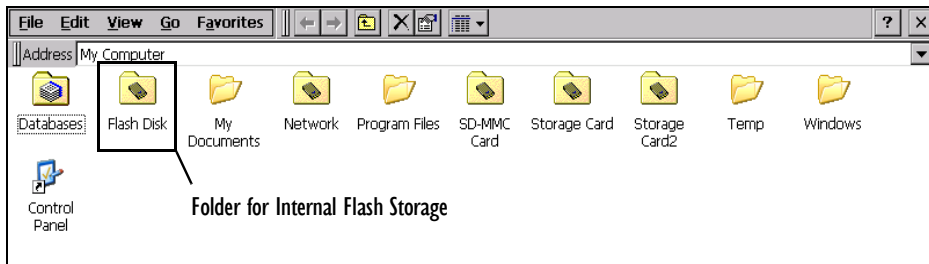 File Edit View Go Favorites ? ×
Address My Computer
Databases Flash Disk My Documents Network Program Files SD-MMC Card Storage Card Storage Card2 Temp Windows
Control Panel
Folder for Internal Flash Storage